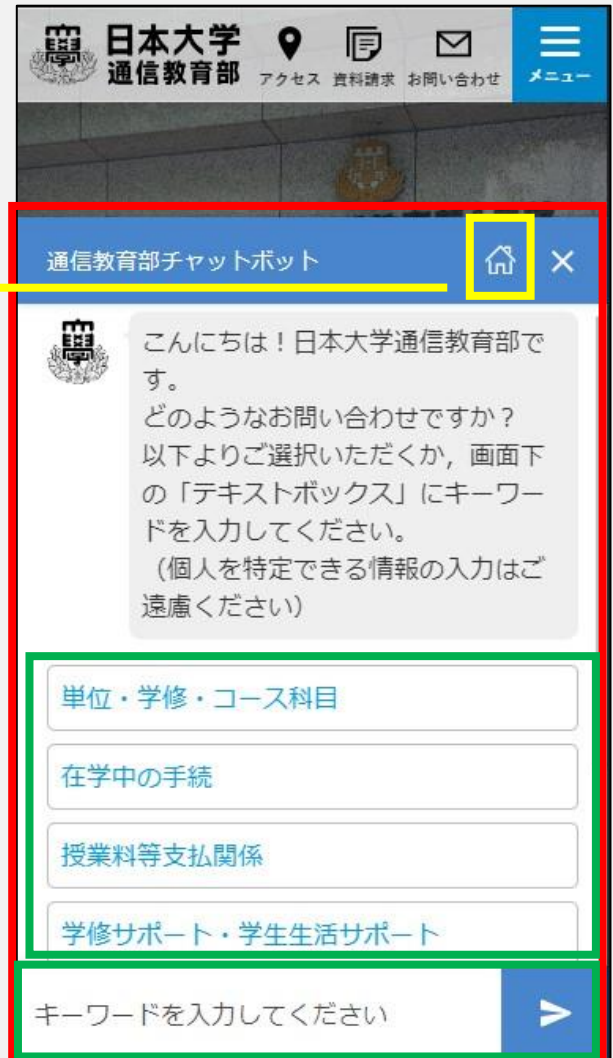 日本大学
通信教育部
アクセス
資料請求
お問い合わせ
メニュー
通信教育部チャットボット
こんにちは！日本大学通信教育部で
す。
どのようなお問い合わせですか？
以下よりご選択いただくか，画面下
の「テキストボックス」にキーワー
ドを入力してください。
（個人を特定できる情報の入力はご
遠慮ください）
単位・学修・コース科目
在学中の手続
授業料等支払関係
学修サポート・学生生活サポート
キーワードを入力してください